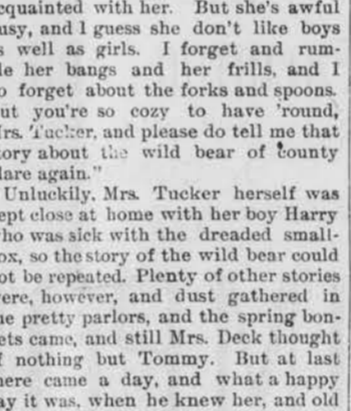 cquainted with her. But she's awful
usy, and I guess she don't like boys
s well as girls. I forget and rum-
le her bangs and her frills, and I
o forget about the forks and spoons.
ut you're so cozy to have 'round,
rs. Tucker, and please do tell me that
tory about the wild bear of county
lare again."
Unluckily, Mrs. Tucker herself was
ept close at home with her boy Harry
ho was sick with the dreaded small-
ox, so the story of the wild bear could
ot be repeated. Plenty of other stories
ere, however, and dust gathered in
he pretty parlors, and the spring bon-
ets came, and still Mrs. Deck thought
f nothing but Tommy. But at last
here came a day, and what a happy
ay it was, when he knew her, and old